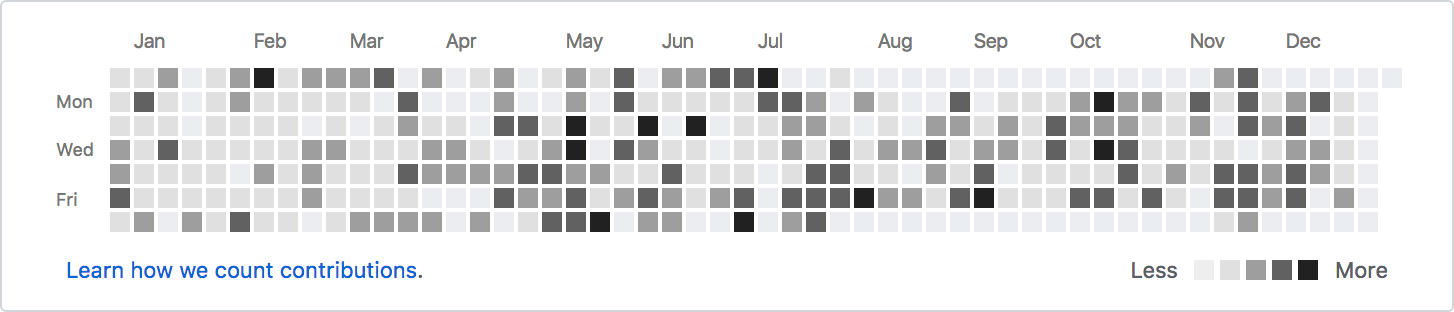 Jan Feb Mar Apr May Jun Jul Aug Sep Oct Nov Dec
Mon
Wed
Fri
Learn how we count contributions. Less More